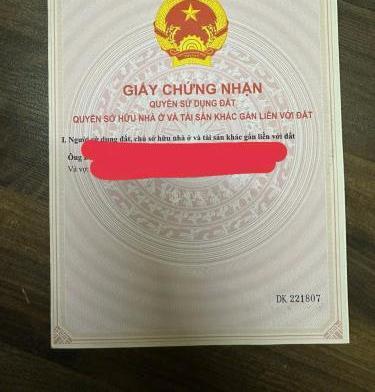 GIẤY CHỨNG NHẬN
QUYỀN SỬ DỤNG ĐẤT
QUYỀN SỞ HỮU NHÀ Ở VÀ TÀI SẢN KHÁC GẮN LIỀN VỚI ĐẤT
I. Người sử dụng đất, chủ sở hữu nhà ở và tài sản khác gắn liền với đất
Ông
Và vợ:
DK 221807